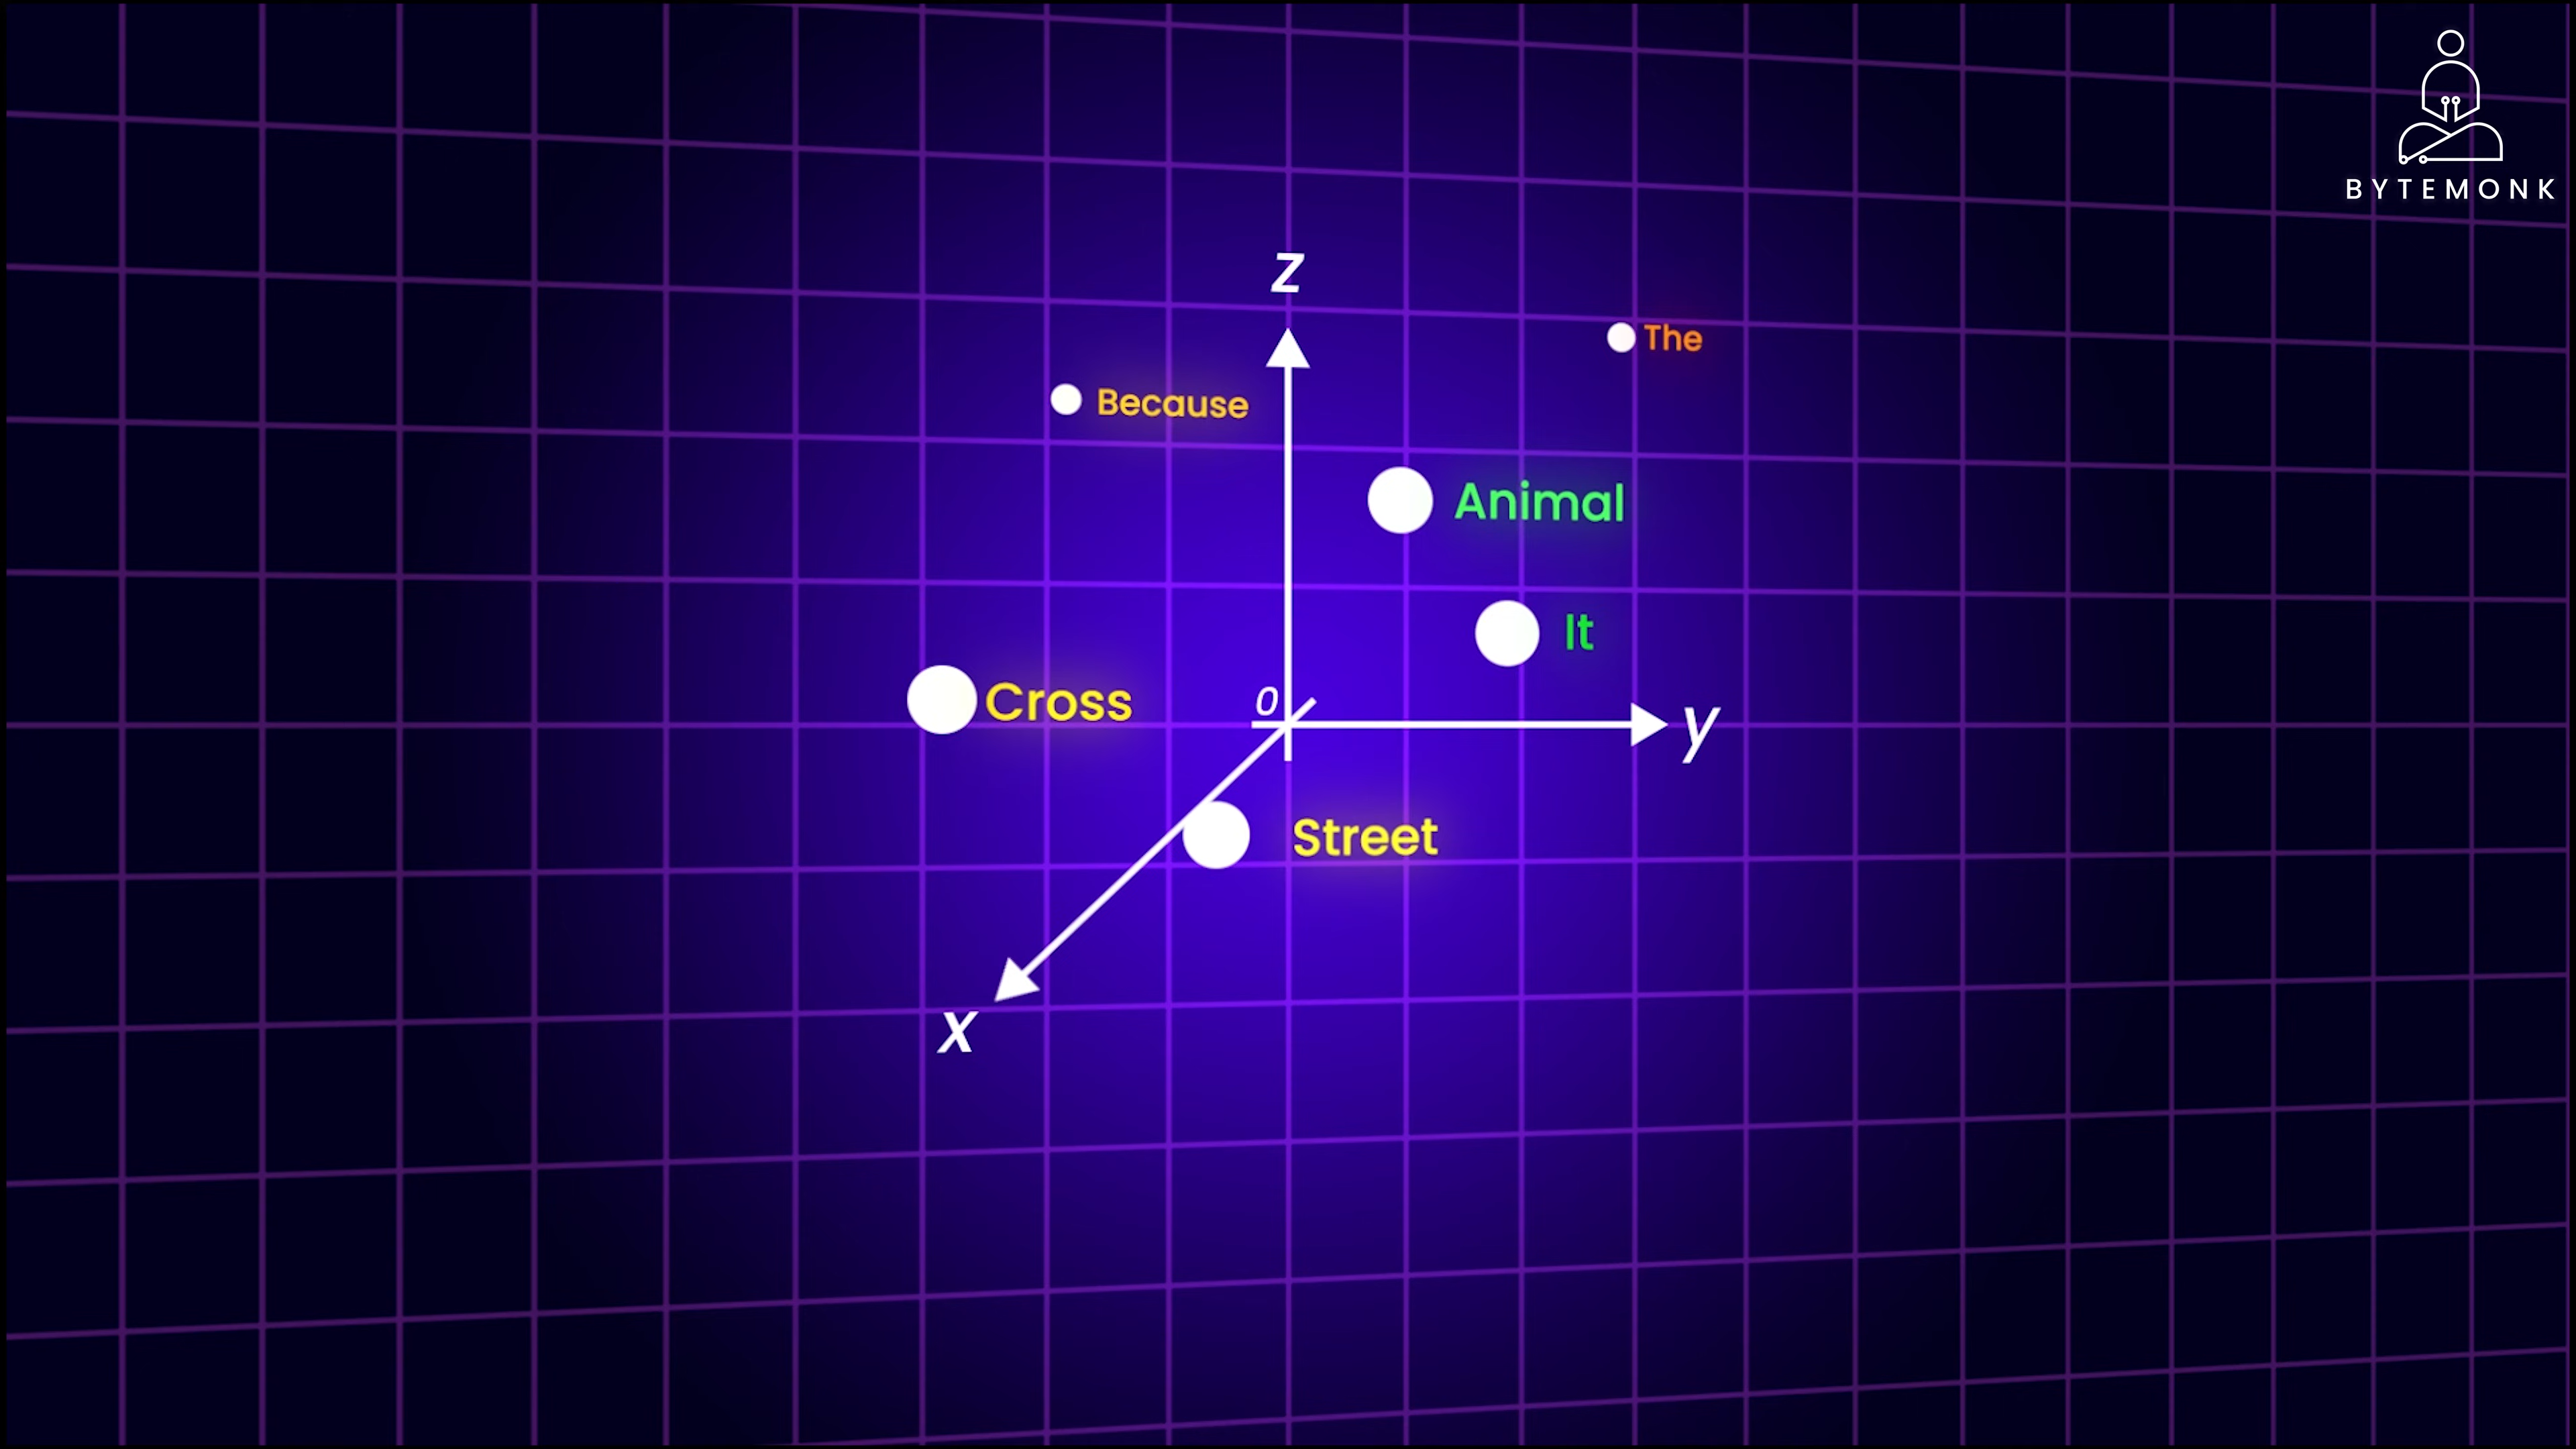 BYTEMONK
z
The
Because
Animal
It
Cross
0
y
Street
x